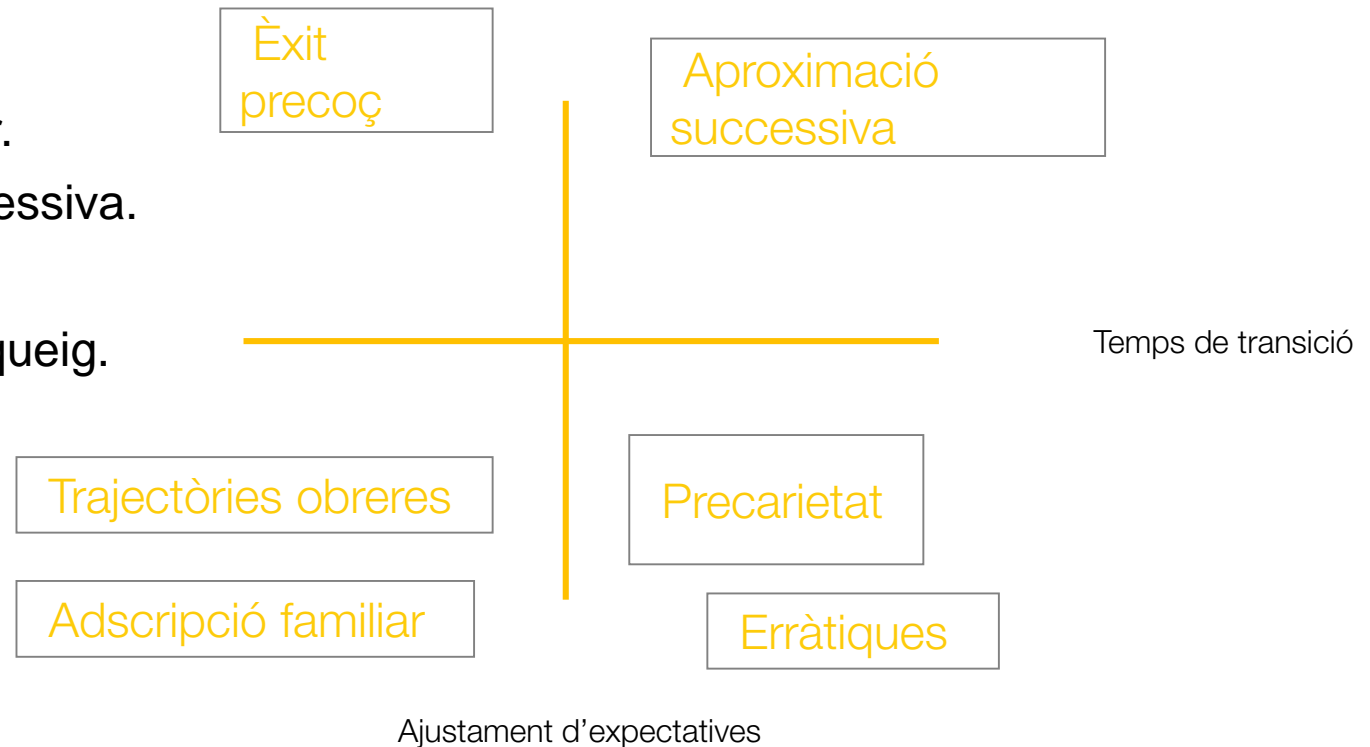 Èxit
precoç
Aproximació
successiva
r.
essiva.
queig.
Temps de transició
Trajectòries obreres
Precarietat
Adscripció familiar
Erràtiques
Ajustament d’expectatives